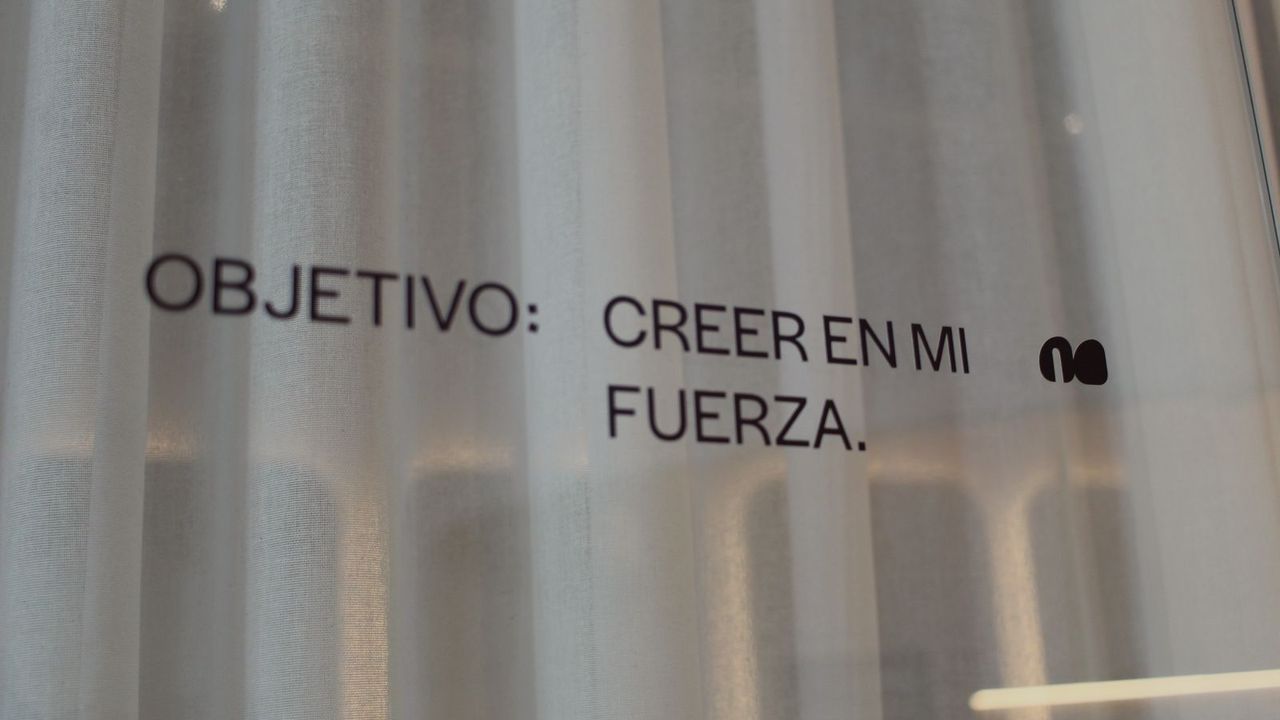 OBJETIVO: CREER EN MI
FUERZA.